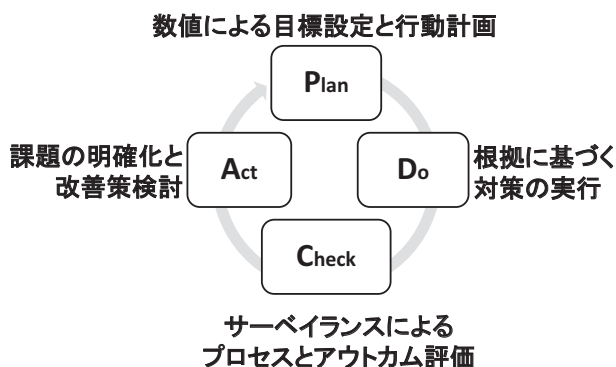 数値による目標設定と行動計画
Plan
課題の明確化と
改善策検討
Act
Do
根拠に基づく
対策の実行
Check
サーベイランスによる
プロセスとアウトカム評価